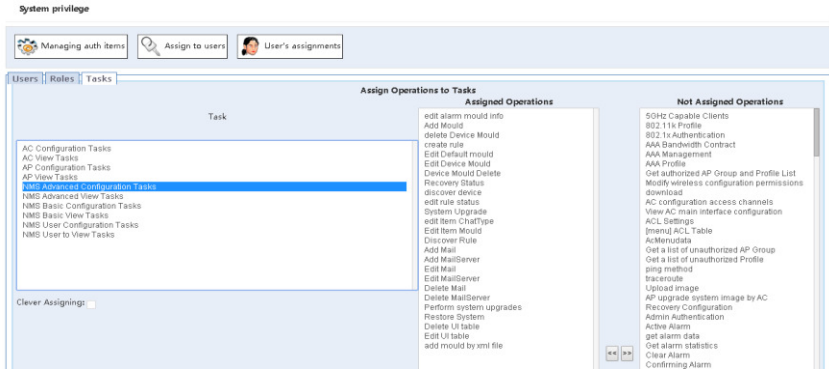 System privilege
Managing auth items
Assign to users
User's assignments
Users
Roles
Tasks
Assign Operations to Tasks
Task
AC Configuration Tasks
AC View Tasks
AP Configuration Tasks
AP View Tasks
NMS Advanced Configuration Tasks
NMS Advanced View Tasks
NMS Basic Configuration Tasks
NMS Basic View Tasks
NMS User Configuration Tasks
NMS User to View Tasks
Clever Assigning:
Assigned Operations
edit alarm mould info
Add Mould
delete Device Mould
create rule
Edit Default mould
Edit Device Mould
Device Mould Delete
Recovery Status
discover device
edit rule status
System Upgrade
edit Item ChatType
Edit Item Mould
Discover Rule
Add Mail
Add MailServer
Edit Mail
Edit MailServer
Delete Mail
Delete MailServer
Perform system upgrades
Restore System
Delete UI table
Edit UI table
add mould by xml file
<< >>
Not Assigned Operations
5GHz Capable Clients
802.11k Profile
802.1x Authentication
AAA Bandwidth Contract
AAA Management
AAA Profile
Get authorized AP Group and Profile List
Modify wireless configuration permissions
download
AC configuration access channels
View AC main interface configuration
ACL Settings
[menu] ACL Table
AcMenudata
Get a list of unauthorized AP Group
Get a list of unauthorized Profile
ping method
traceroute
Upload image
AP upgrade system image by AC
Recovery Configuration
Admin Authentication
Active Alarm
get alarm data
Get alarm statistics
Clear Alarm
Confirming Alarm